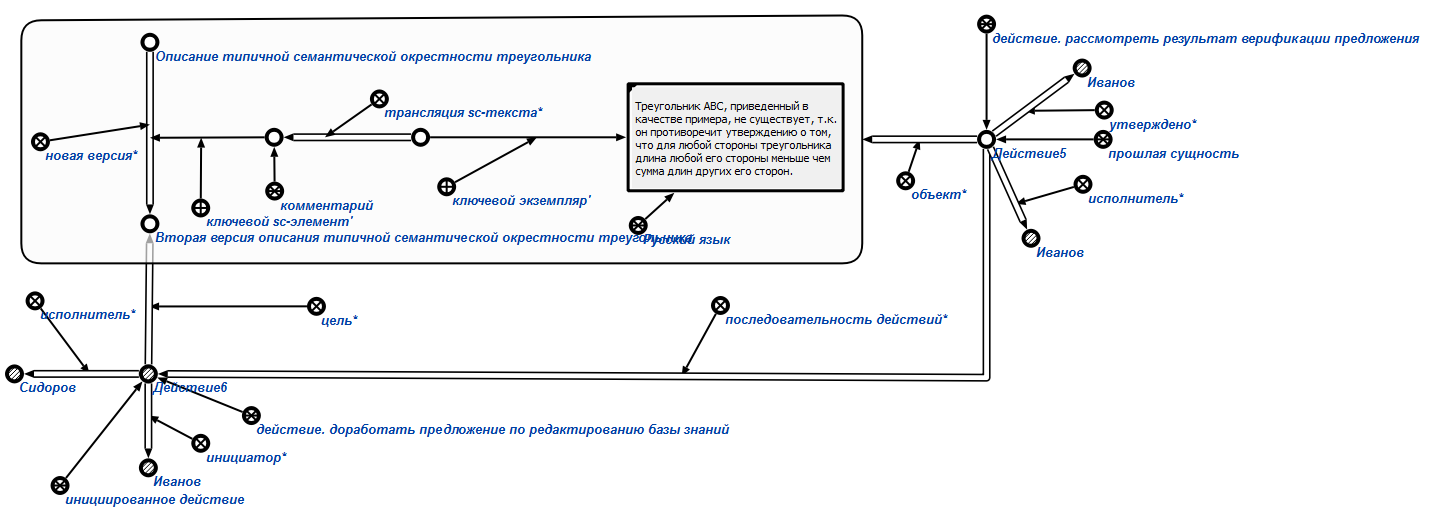 действие. рассмотреть результат верификации предложения
Описание типичной семантической окрестности треугольника
Иванов
трансляция sc-текста*
Треугольник ABC, приведенный в
качестве примера, не существует, т.к.
он противоречит утверждению о том,
что для любой стороны треугольника
длина любой его стороны меньше чем
сумма длин других его сторон.
утверждено*
новая версия*
Действие5
прошлая сущность
объект*
исполнитель*
комментарий
ключевой экземпляр'
ключевой sc-элемент'
Вторая версия описания типичной семантической окрестности треугольника
Русский язык
Иванов
исполнитель*
цель*
последовательность действий*
Сидоров
Действие6
действие. доработать предложение по редактированию базы знаний
инициатор*
Иванов
инициированное действие